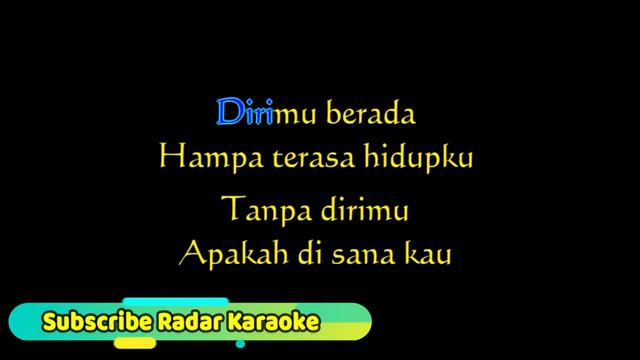 Dirimu berada
Hampa terasa hidupku
Tanpa dirimu
Apakah di sana kau
Subscribe Radar Karaoke